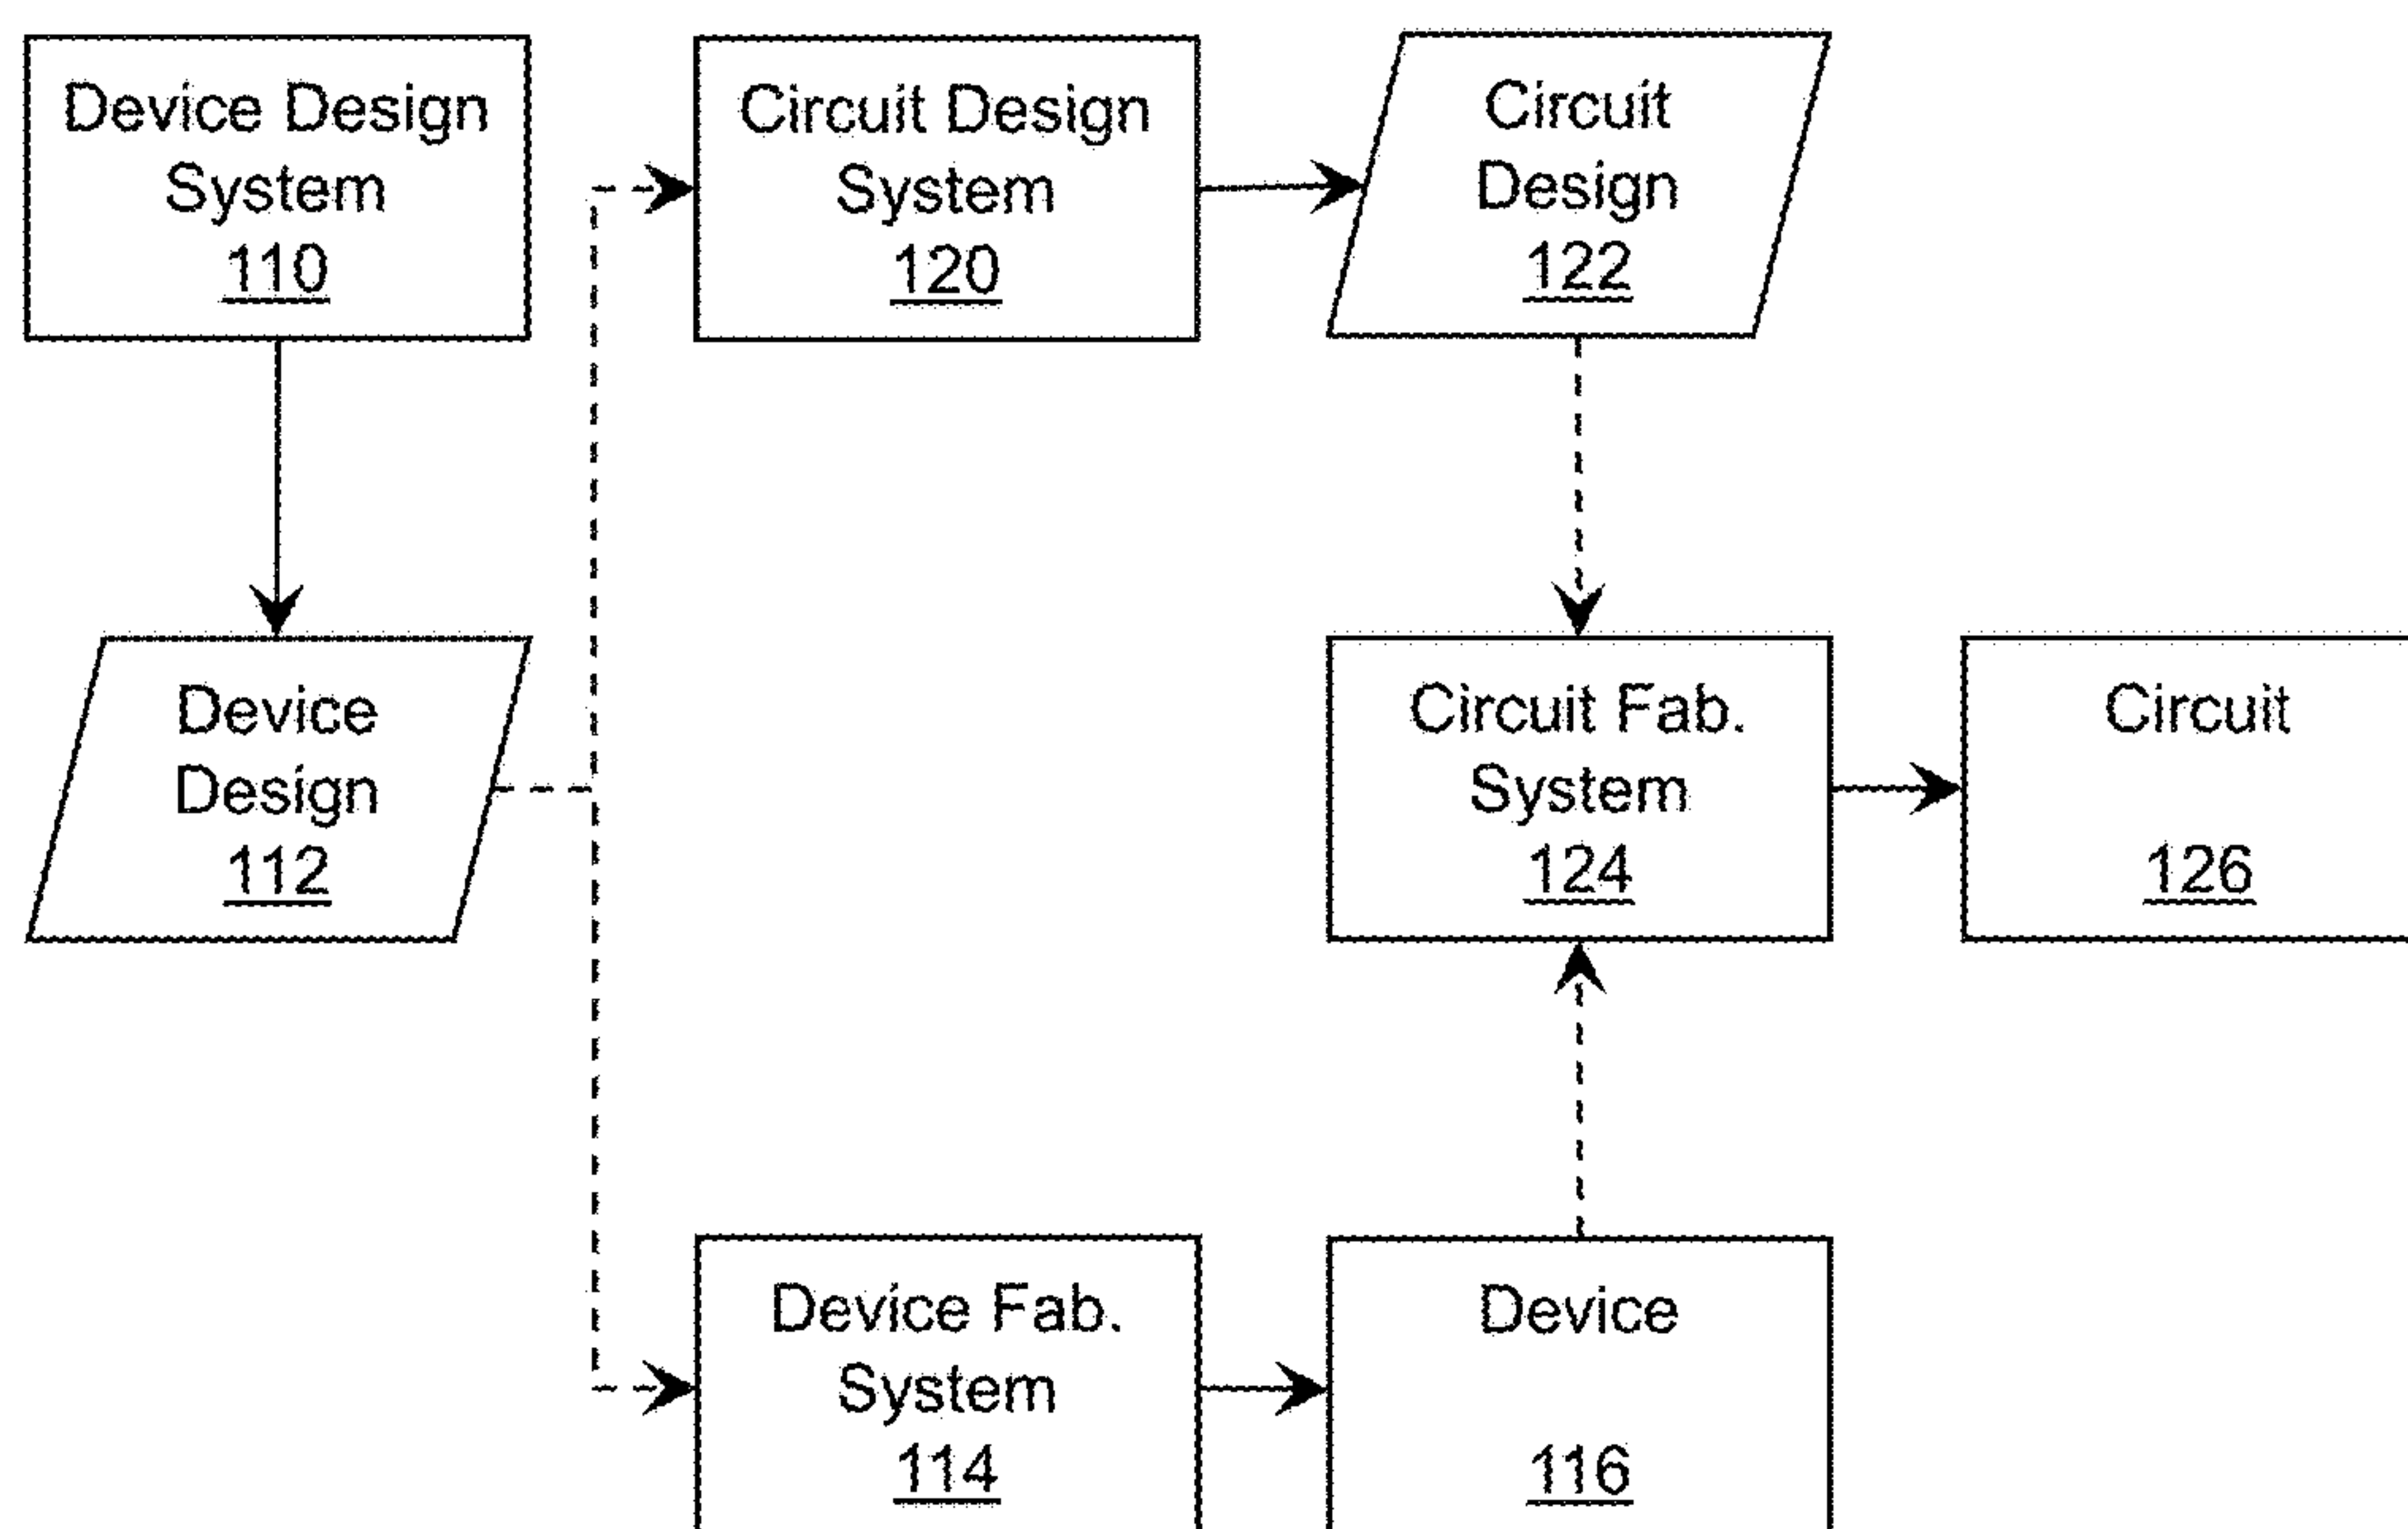 Device Design
System
110
Circuit Design
System
120
Circuit
Design
122
Device
Design
112
Circuit Fab.
System
124
Circuit
126
Device Fab.
System
114
Device
116